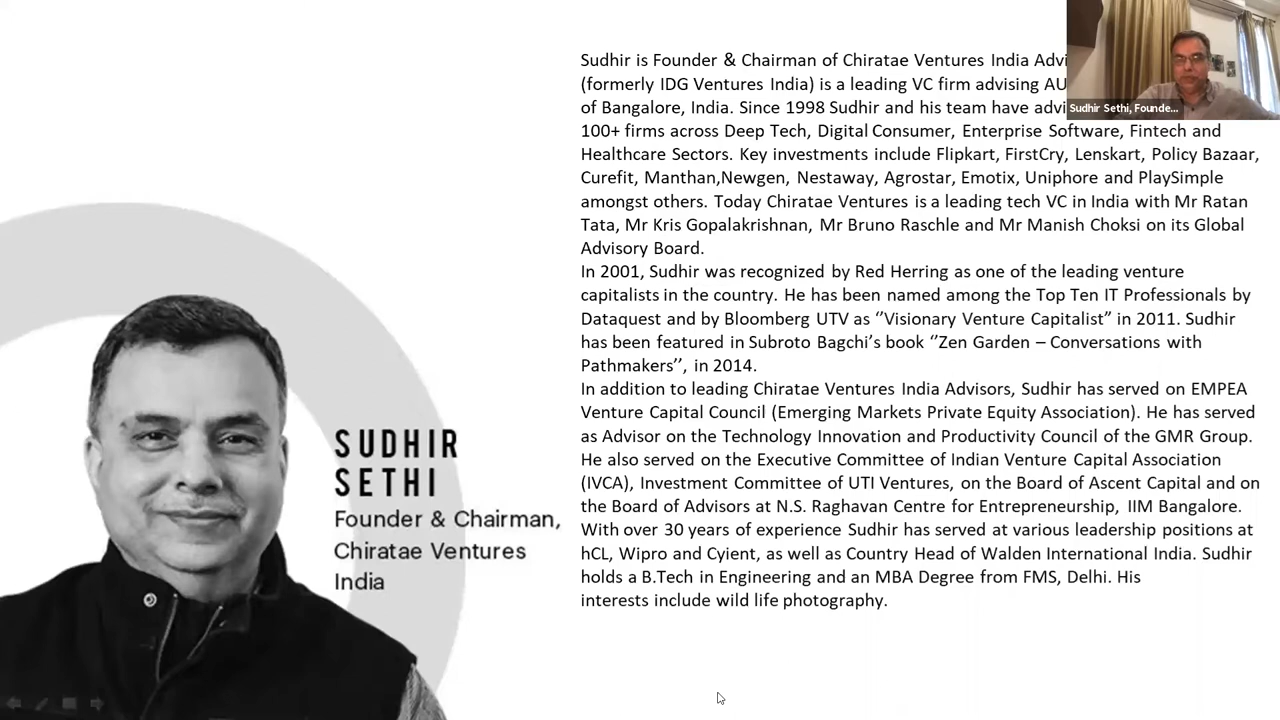 Sudhir is Founder & Chairman of Chiratae Ventures India Advi
(formerly IDG Ventures India) is a leading VC firm advising AU
of Bangalore, India. Since 1998 Sudhir and his team have advi
100+ firms across Deep Tech, Digital Consumer, Enterprise Software, Fintech and
Healthcare Sectors. Key investments include Flipkart, FirstCry, Lenskart, Policy Bazaar,
Curefit, Manthan,Newgen, Nestaway, Agrostar, Emotix, Uniphore and PlaySimple
amongst others. Today Chiratae Ventures is a leading tech VC in India with Mr Ratan
Tata, Mr Kris Gopalakrishnan, Mr Bruno Raschle and Mr Manish Choksi on its Global
Advisory Board.
In 2001, Sudhir was recognized by Red Herring as one of the leading venture
capitalists in the country. He has been named among the Top Ten IT Professionals by
Dataquest and by Bloomberg UTV as ‘’Visionary Venture Capitalist” in 2011. Sudhir
has been featured in Subroto Bagchi’s book ‘’Zen Garden – Conversations with
Pathmakers’’, in 2014.
In addition to leading Chiratae Ventures India Advisors, Sudhir has served on EMPEA
Venture Capital Council (Emerging Markets Private Equity Association). He has served
as Advisor on the Technology Innovation and Productivity Council of the GMR Group.
He also served on the Executive Committee of Indian Venture Capital Association
(IVCA), Investment Committee of UTI Ventures, on the Board of Ascent Capital and on
the Board of Advisors at N.S. Raghavan Centre for Entrepreneurship, IIM Bangalore.
With over 30 years of experience Sudhir has served at various leadership positions at
hCL, Wipro and Cyient, as well as Country Head of Walden International India. Sudhir
holds a B.Tech in Engineering and an MBA Degree from FMS, Delhi. His
interests include wild life photography.
Sudhir Sethi, Founde...
SUDHIR
SETHI
Founder & Chairman,
Chiratae Ventures
India